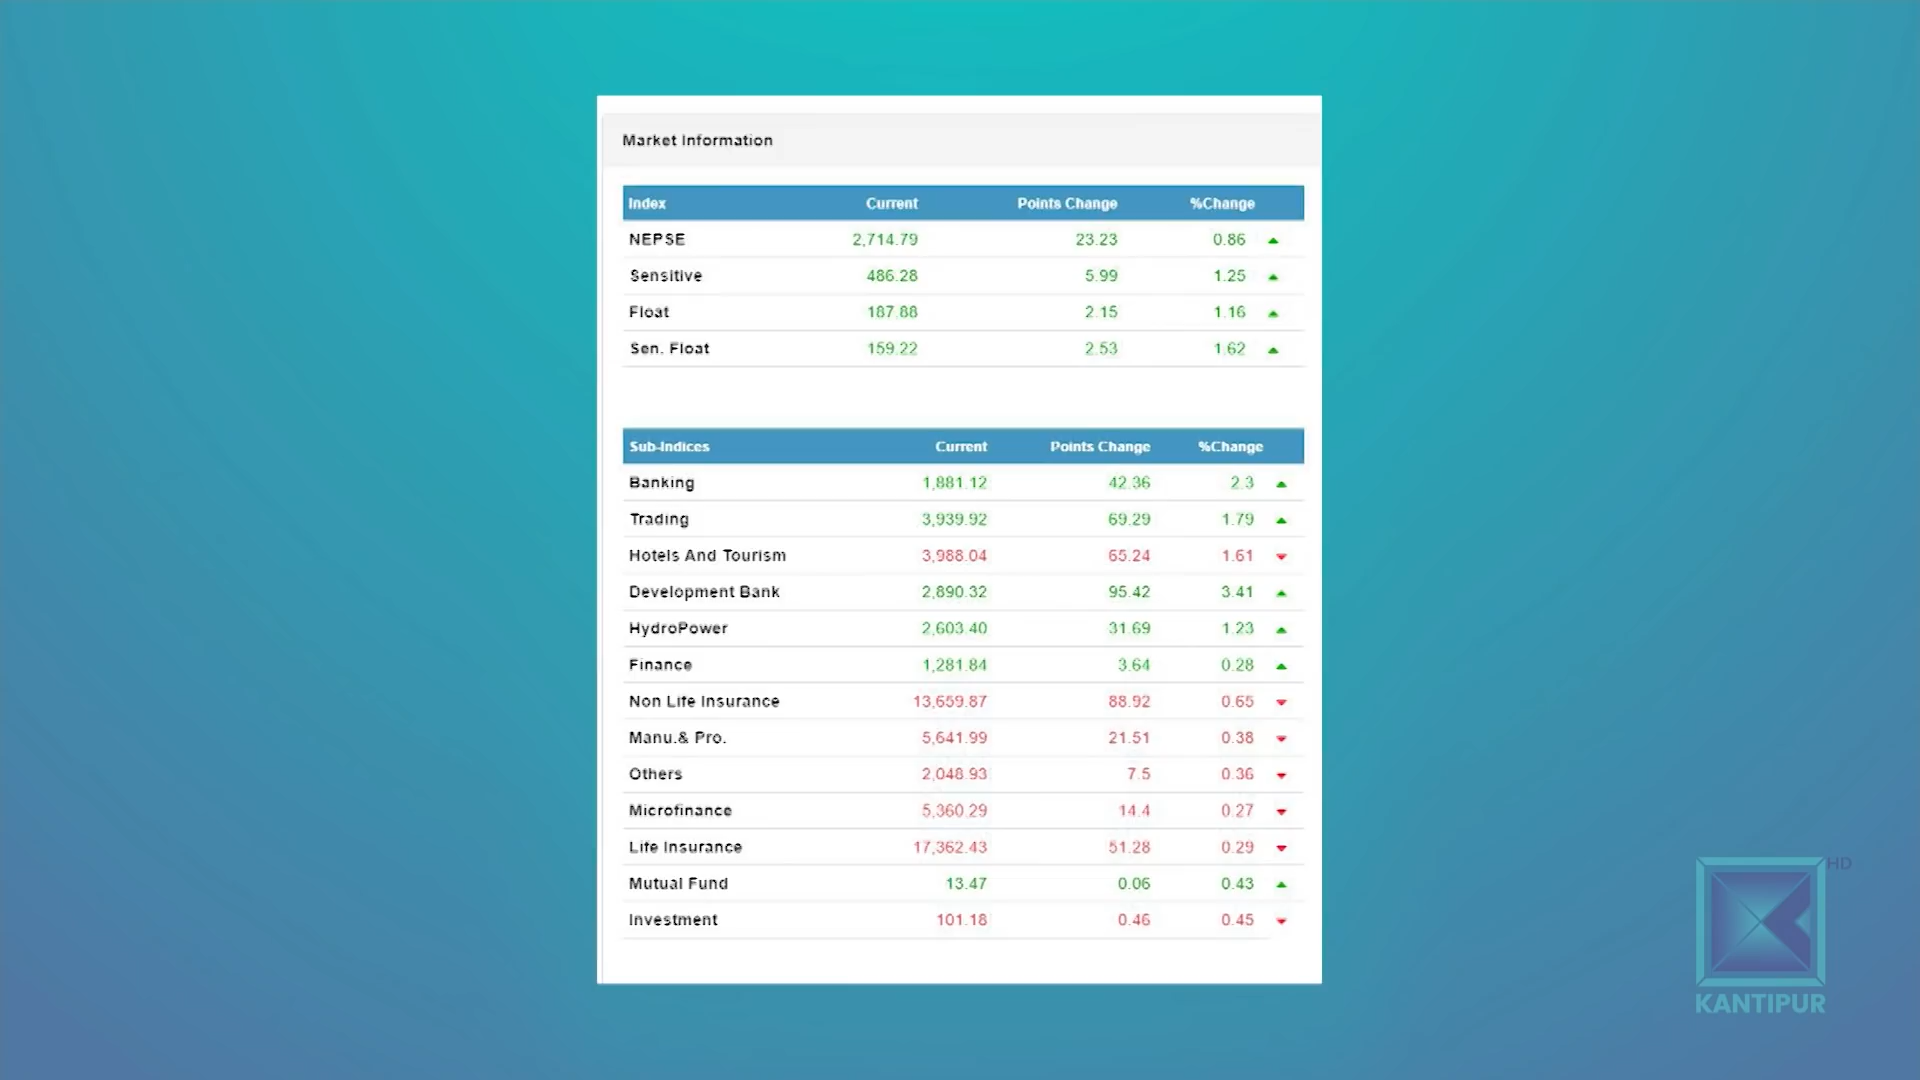 Market Information
Index Current Points Change %Change
NEPSE 2,714.79 23.23 0.86
Sensitive 486.28 5.99 1.25
Float 187.88 2.15 1.16
Sen. Float 159.22 2.53 1.62
Sub-Indices Current Points Change %Change
Banking 1,881.12 42.36 2.3
Trading 3,939.92 69.29 1.79
Hotels And Tourism 3,988.04 65.24 1.61
Development Bank 2,890.32 95.42 3.41
HydroPower 2,603.40 31.69 1.23
Finance 1,281.84 3.64 0.28
Non Life Insurance 13,659.87 88.92 0.65
Manu.& Pro. 5,641.99 21.51 0.38
Others 2,048.93 7.5 0.36
Microfinance 5,360.29 14.4 0.27
Life Insurance 17,362.43 51.28 0.29
Mutual Fund 13.47 0.06 0.43
Investment 101.18 0.46 0.45
HD
KANTIPUR